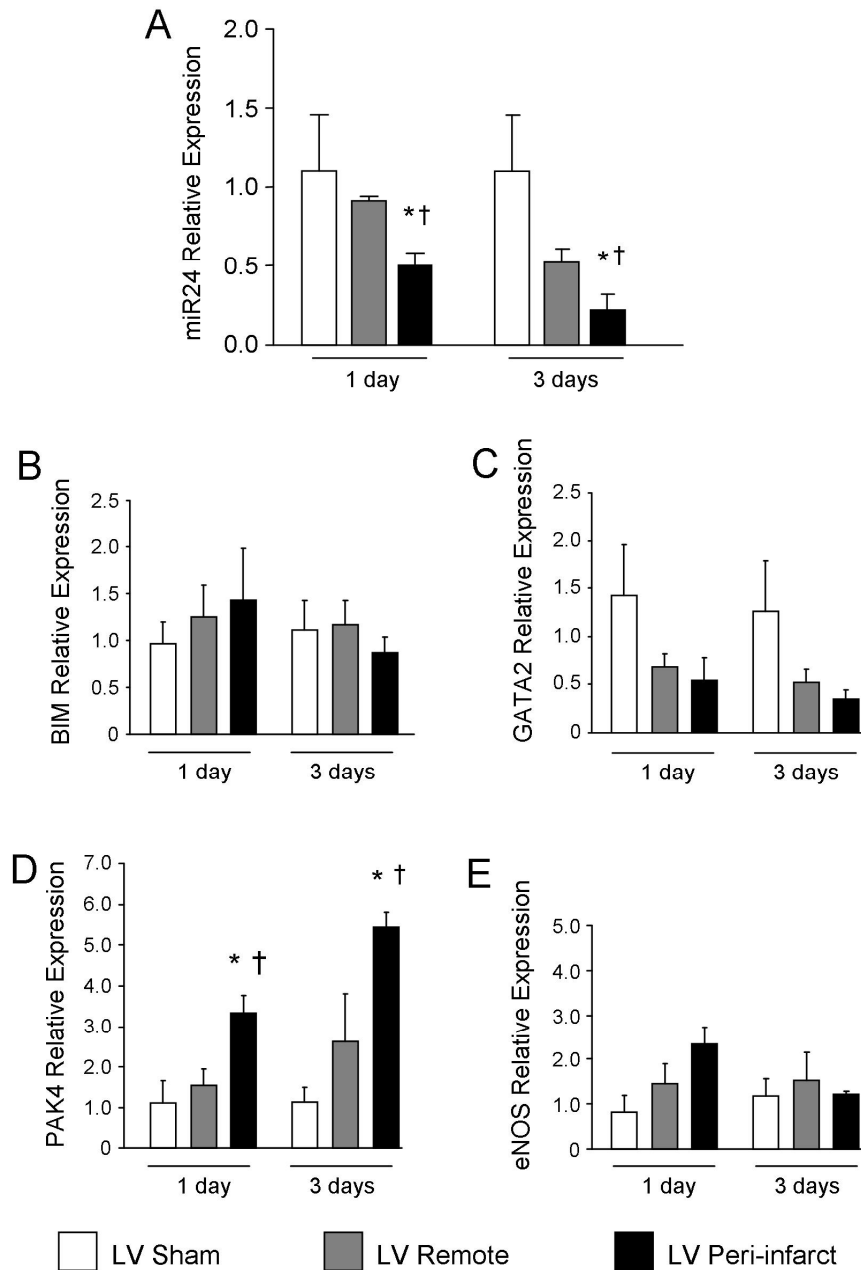 A
miR24 Relative Expression
2.0
1.5
1.0
0.5
0.0
*†
*†
1 day
3 days
B
BIM Relative Expression
2.5
2.0
1.5
1.0
0.5
0
1 day
3 days
C
GATA2 Relative Expression
2.5
2.0
1.5
1.0
0.5
0
1 day
3 days
D
PAK4 Relative Expression
7.0
6.0
5.0
4.0
3.0
2.0
1.0
0
* †
* †
1 day
3 days
E
eNOS Relative Expression
5.0
4.0
3.0
2.0
1.0
0
1 day
3 days
LV Sham
LV Remote
LV Peri-infarct